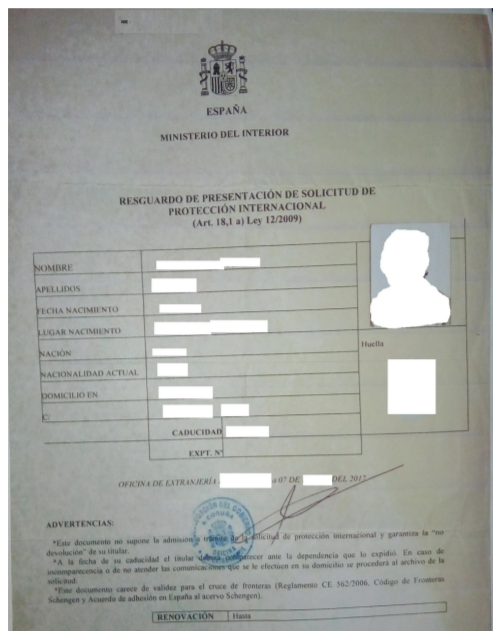 ESPAÑA
MINISTERIO DEL INTERIOR
RESGUARDO DE PRESENTACIÓN DE SOLICITUD DE
PROTECCIÓN INTERNACIONAL
(Art. 18,1 a) Ley 12/2009)
NOMBRE
APELLIDOS
FECHA NACIMIENTO
LUGAR NACIMIENTO
NACIÓN
Huella
NACIONALIDAD ACTUAL
DOMICILIO EN
C:
CADUCIDAD
EXPT. Nº
OFICINA DE EXTRANJERÍA a 07 DE DEL 2017
ADVERTENCIAS:
*Este documento no supone la admisión a trámite de la solicitud de protección internacional y garantiza la "no
devolución" de su titular.
*A la fecha de su caducidad el titular deberá comparecer ante la dependencia que lo expidió. En caso de
incomparecencia o de no atender las comunicaciones que se le efectúen en su domicilio se procederá al archivo de la
solicitud.
*Este documento carece de validez para el cruce de fronteras (Reglamento CE 562/2006, Código de Fronteras
Schengen y Acuerdo de adhesión en España al acervo Schengen).
RENOVACIÓN Hasta